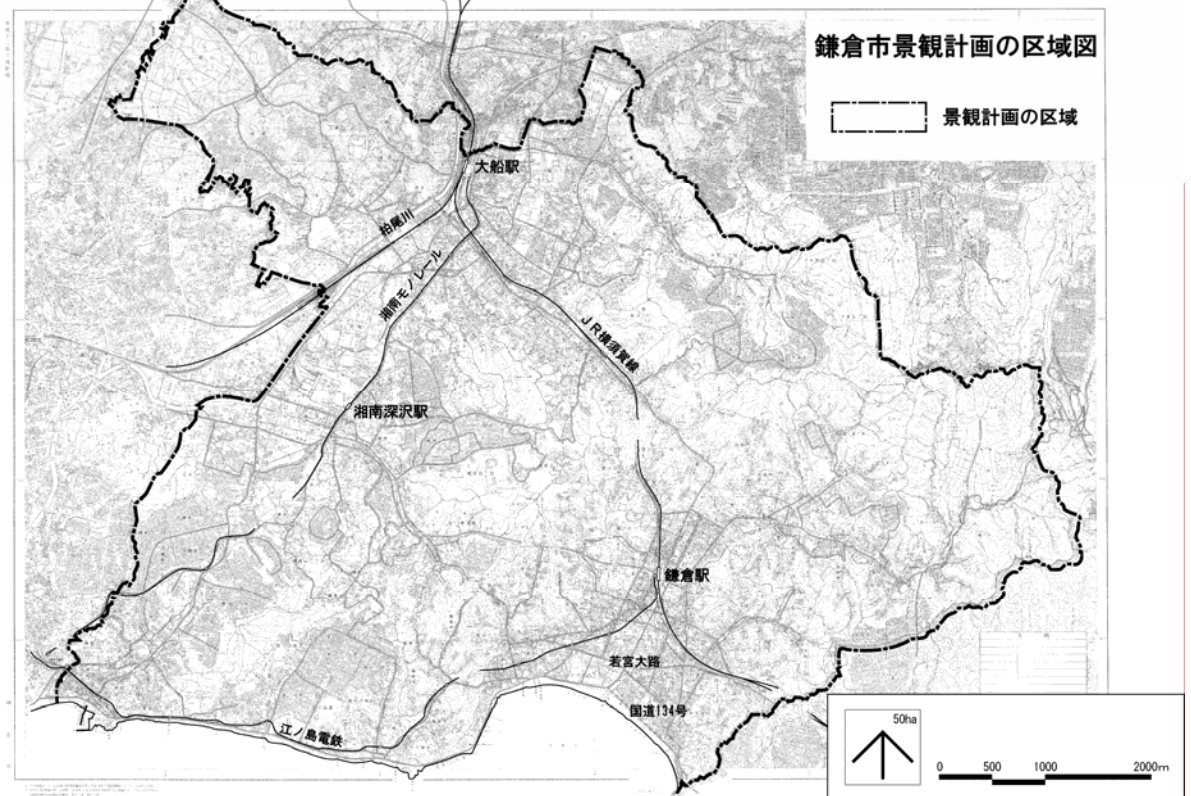 鎌倉市景観計画の区域図
景観計画の区域
大船駅
柏尾川
湘南モノレール
JR横須賀線
湘南深沢駅
鎌倉駅
若宮大路
国道134号
江ノ島電鉄
50ha
0 500 1000 2000m